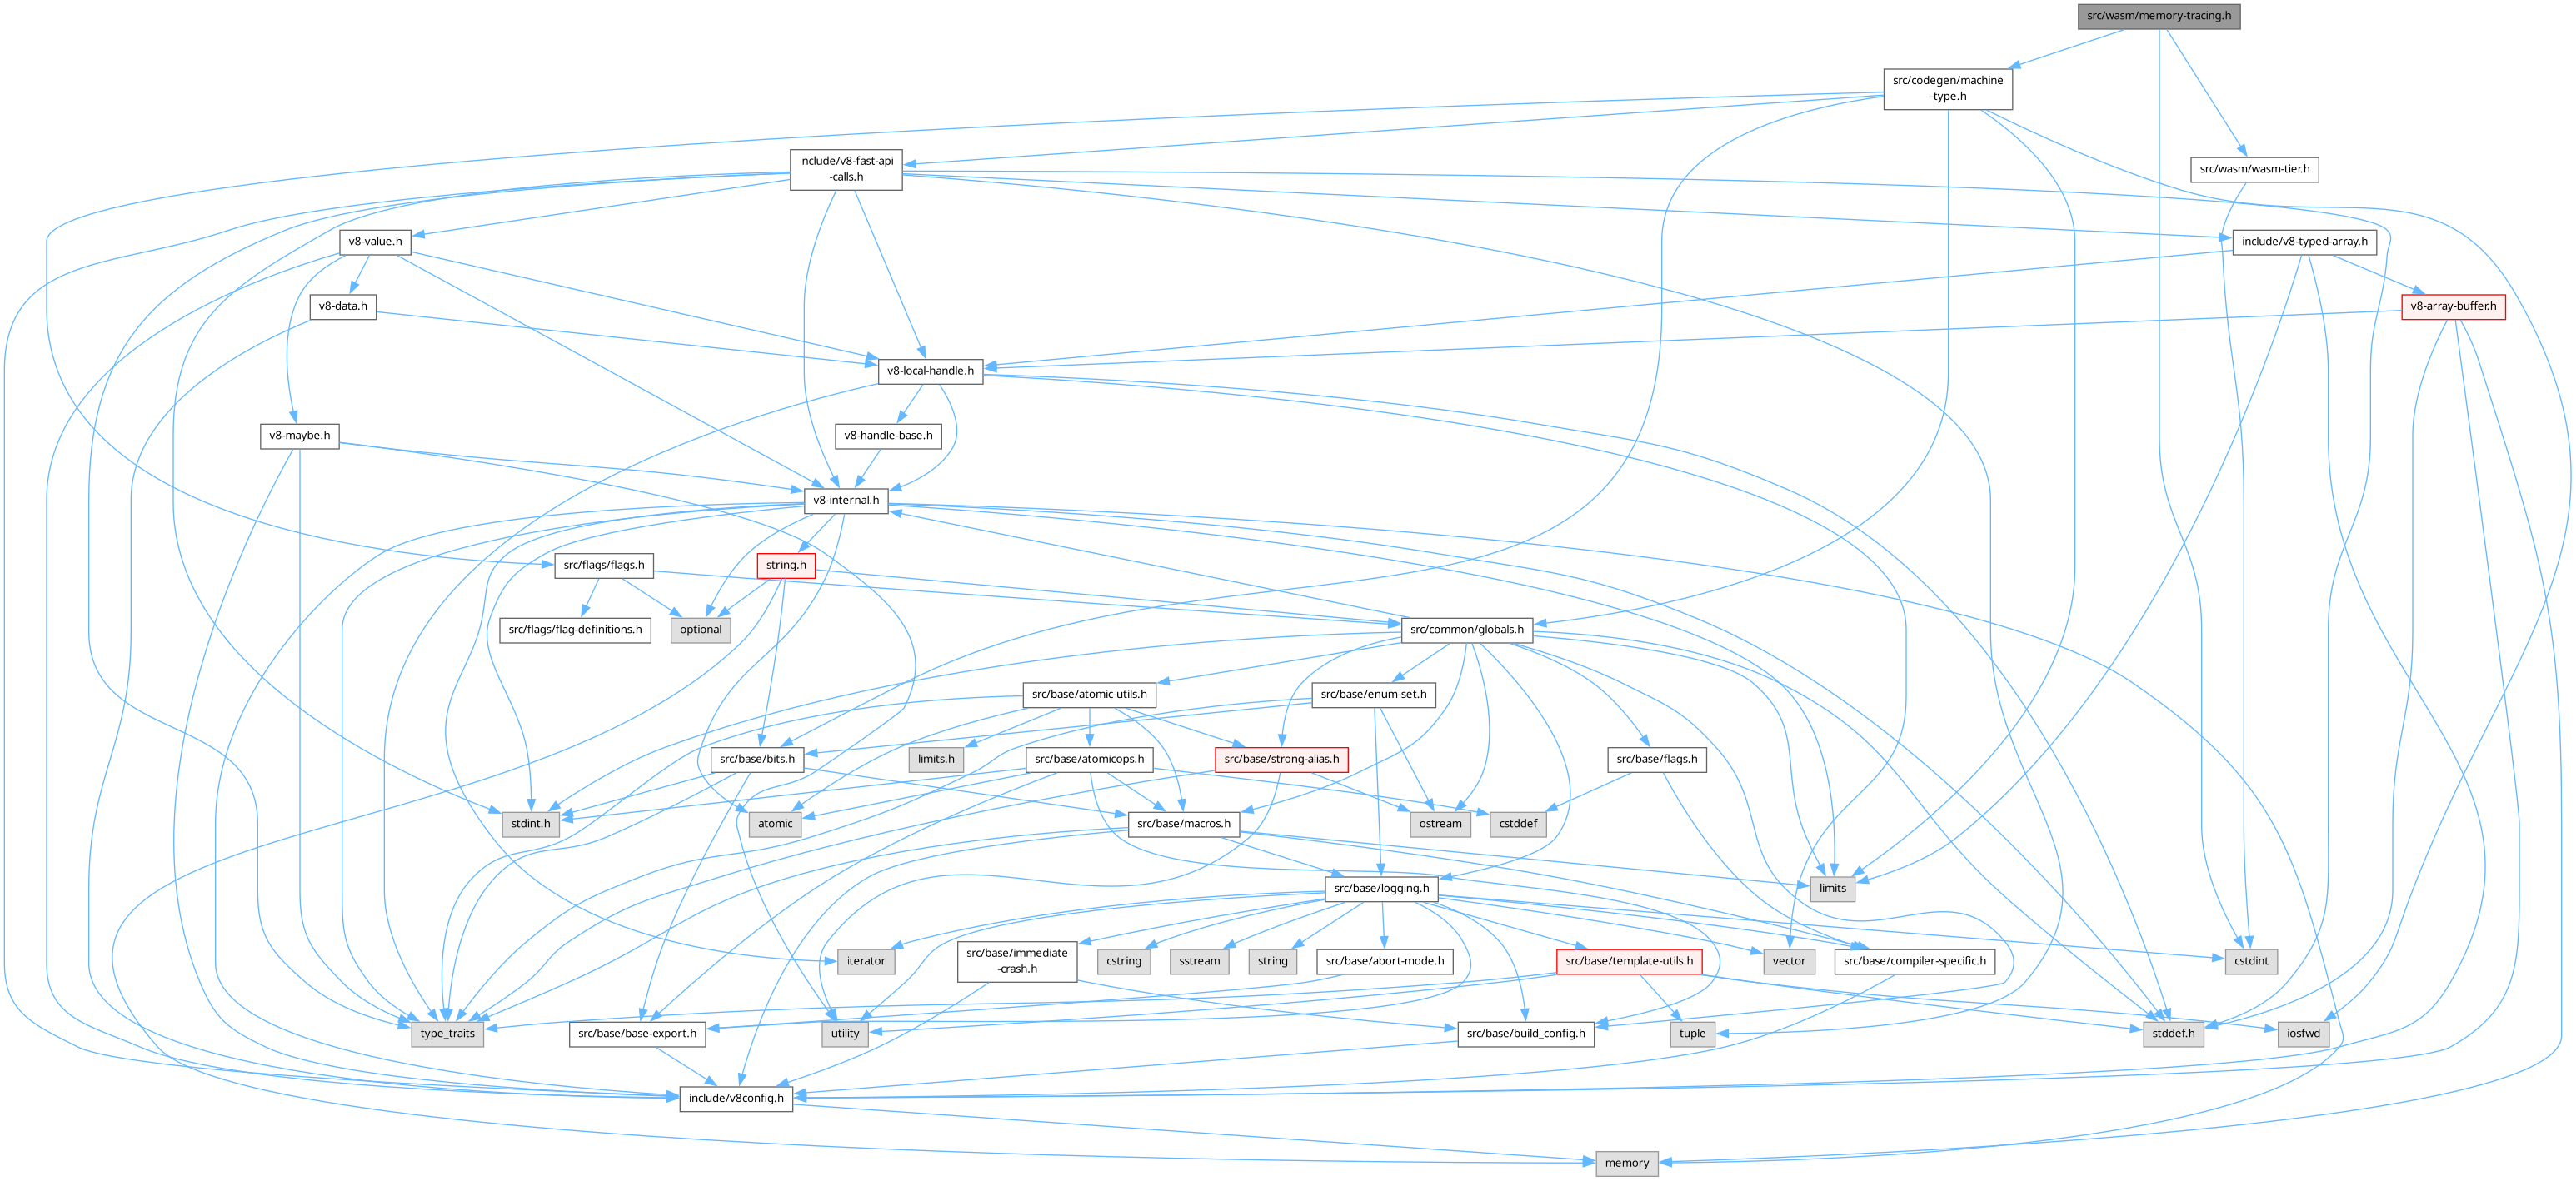 src/wasm/memory-tracing.h
src/codegen/machine
-type.h
include/v8-fast-api
-calls.h
src/wasm/wasm-tier.h
v8-value.h
include/v8-typed-array.h
v8-data.h
v8-array-buffer.h
v8-local-handle.h
v8-maybe.h
v8-handle-base.h
v8-internal.h
src/flags/flags.h
string.h
src/flags/flag-definitions.h
optional
src/common/globals.h
src/base/atomic-utils.h
src/base/enum-set.h
src/base/bits.h
limits.h
src/base/atomicops.h
src/base/strong-alias.h
src/base/flags.h
stdint.h
atomic
src/base/macros.h
ostream
cstddef
src/base/logging.h
limits
iterator
src/base/immediate
-crash.h
cstring
sstream
string
src/base/abort-mode.h
src/base/template-utils.h
vector
src/base/compiler-specific.h
cstdint
type_traits
src/base/base-export.h
utility
src/base/build_config.h
tuple
stddef.h
iosfwd
include/v8config.h
memory